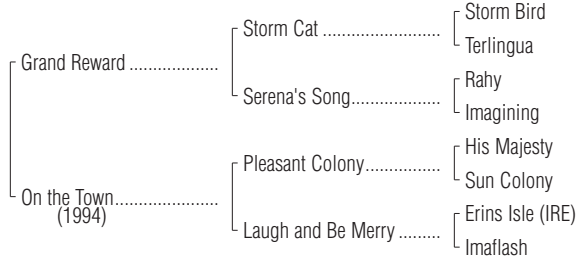 Storm Bird
Storm Cat ........................
Terlingua
Grand Reward ..................
Rahy
Serena's Song..................
Imagining
His Majesty
Pleasant Colony...............
Sun Colony
On the Town.....................
(1994)
Erins Isle (IRE)
Laugh and Be Merry ........
Imaflash